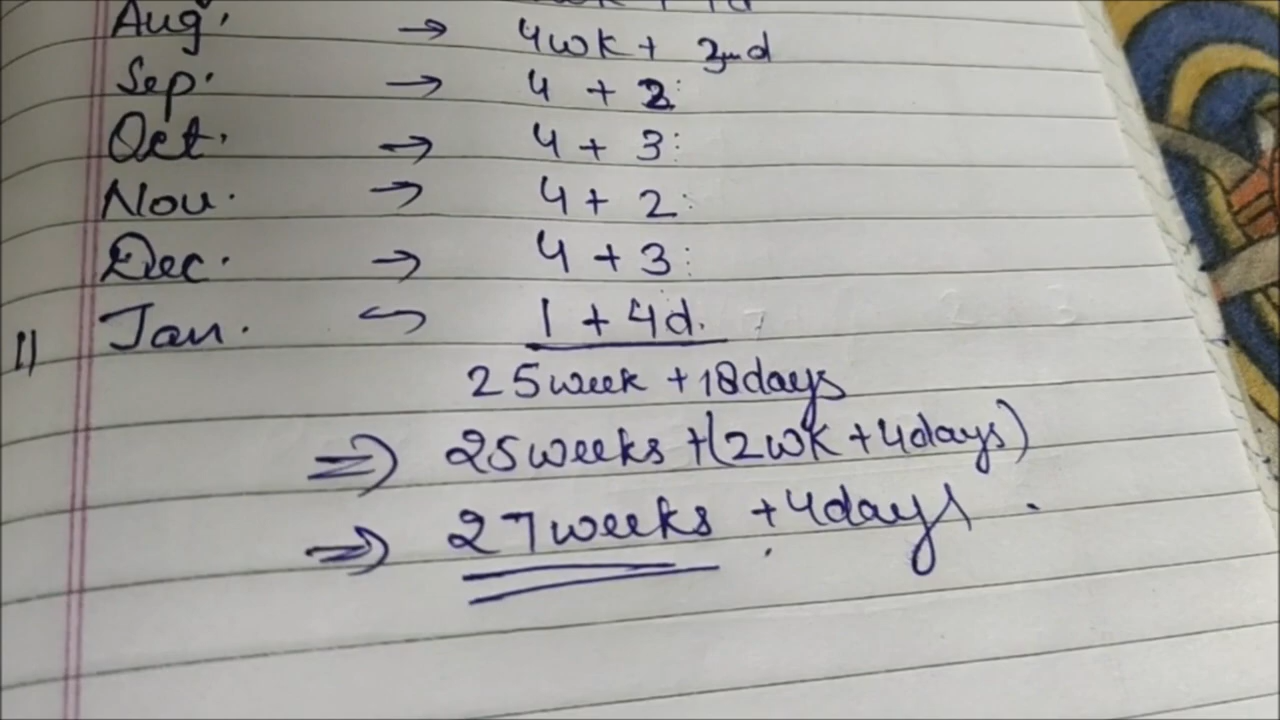 Aug. → 4wk + 3d
Sep. → 4 + 2:
Oct. → 4 + 3:
Nov. → 4 + 2:
Dec. → 4 + 3:
11 Jan. → 1 + 4d.
25week + 18days
⇒ 25weeks + (2wk + 4days)
⇒ 27weeks + 4days.